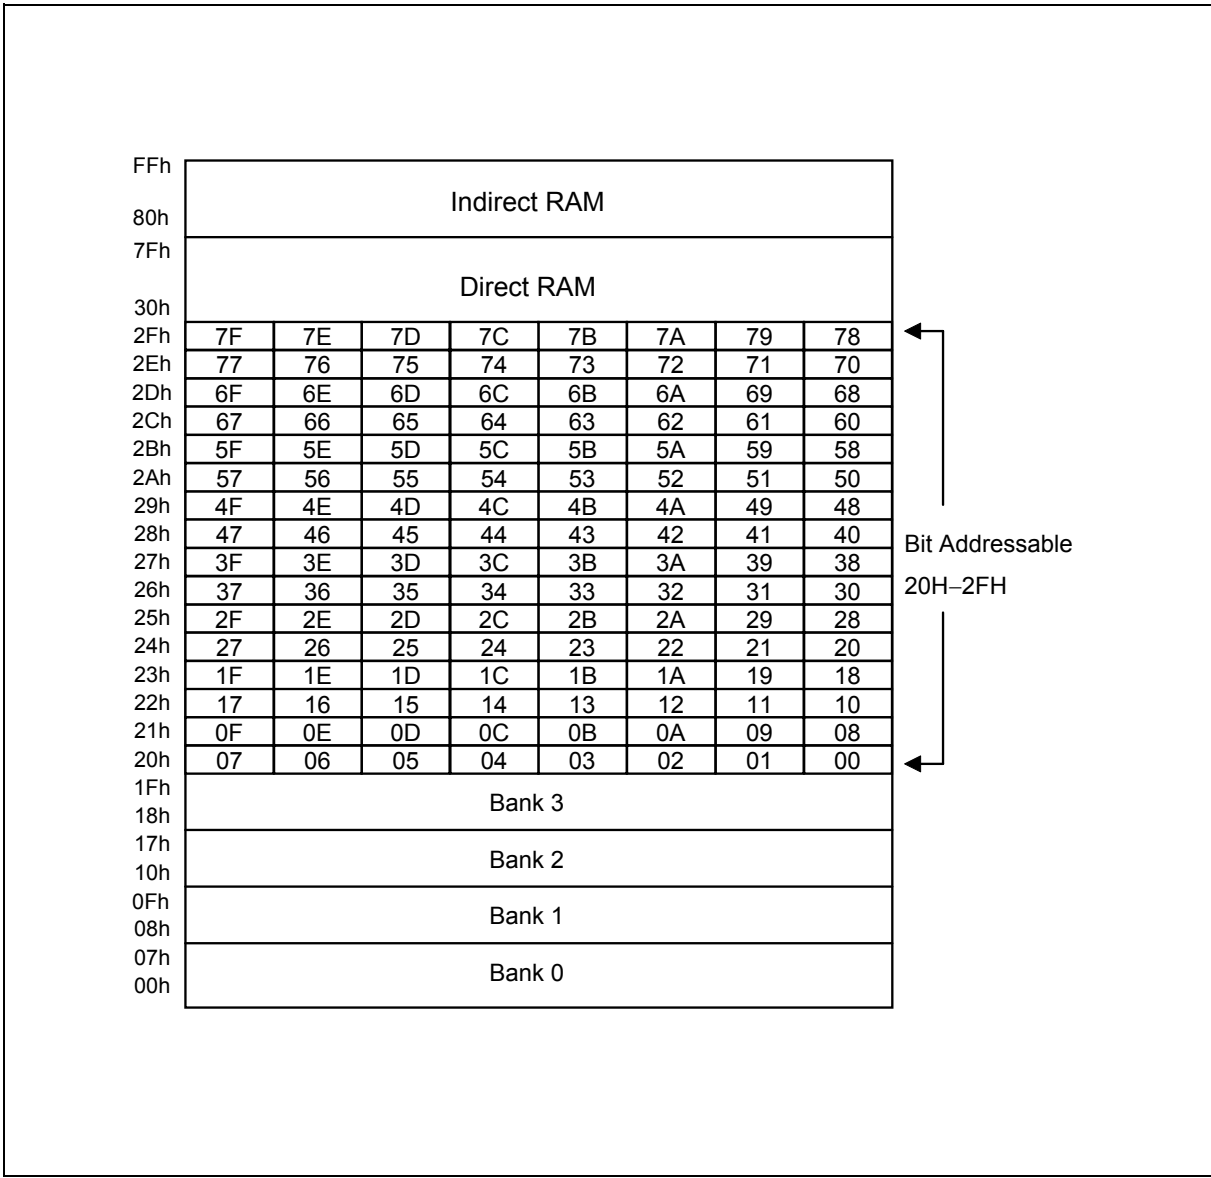 FFh
Indirect RAM
80h
7Fh
Direct RAM
30h
2Fh 7F 7E 7D 7C 7B 7A 79 78
2Eh 77 76 75 74 73 72 71 70
2Dh 6F 6E 6D 6C 6B 6A 69 68
2Ch 67 66 65 64 63 62 61 60
2Bh 5F 5E 5D 5C 5B 5A 59 58
2Ah 57 56 55 54 53 52 51 50
29h 4F 4E 4D 4C 4B 4A 49 48
28h 47 46 45 44 43 42 41 40
27h 3F 3E 3D 3C 3B 3A 39 38
26h 37 36 35 34 33 32 31 30
25h 2F 2E 2D 2C 2B 2A 29 28
24h 27 26 25 24 23 22 21 20
23h 1F 1E 1D 1C 1B 1A 19 18
22h 17 16 15 14 13 12 11 10
21h 0F 0E 0D 0C 0B 0A 09 08
20h 07 06 05 04 03 02 01 00
Bit Addressable
20H–2FH
1Fh
Bank 3
18h
17h
Bank 2
10h
0Fh
Bank 1
08h
07h
Bank 0
00h